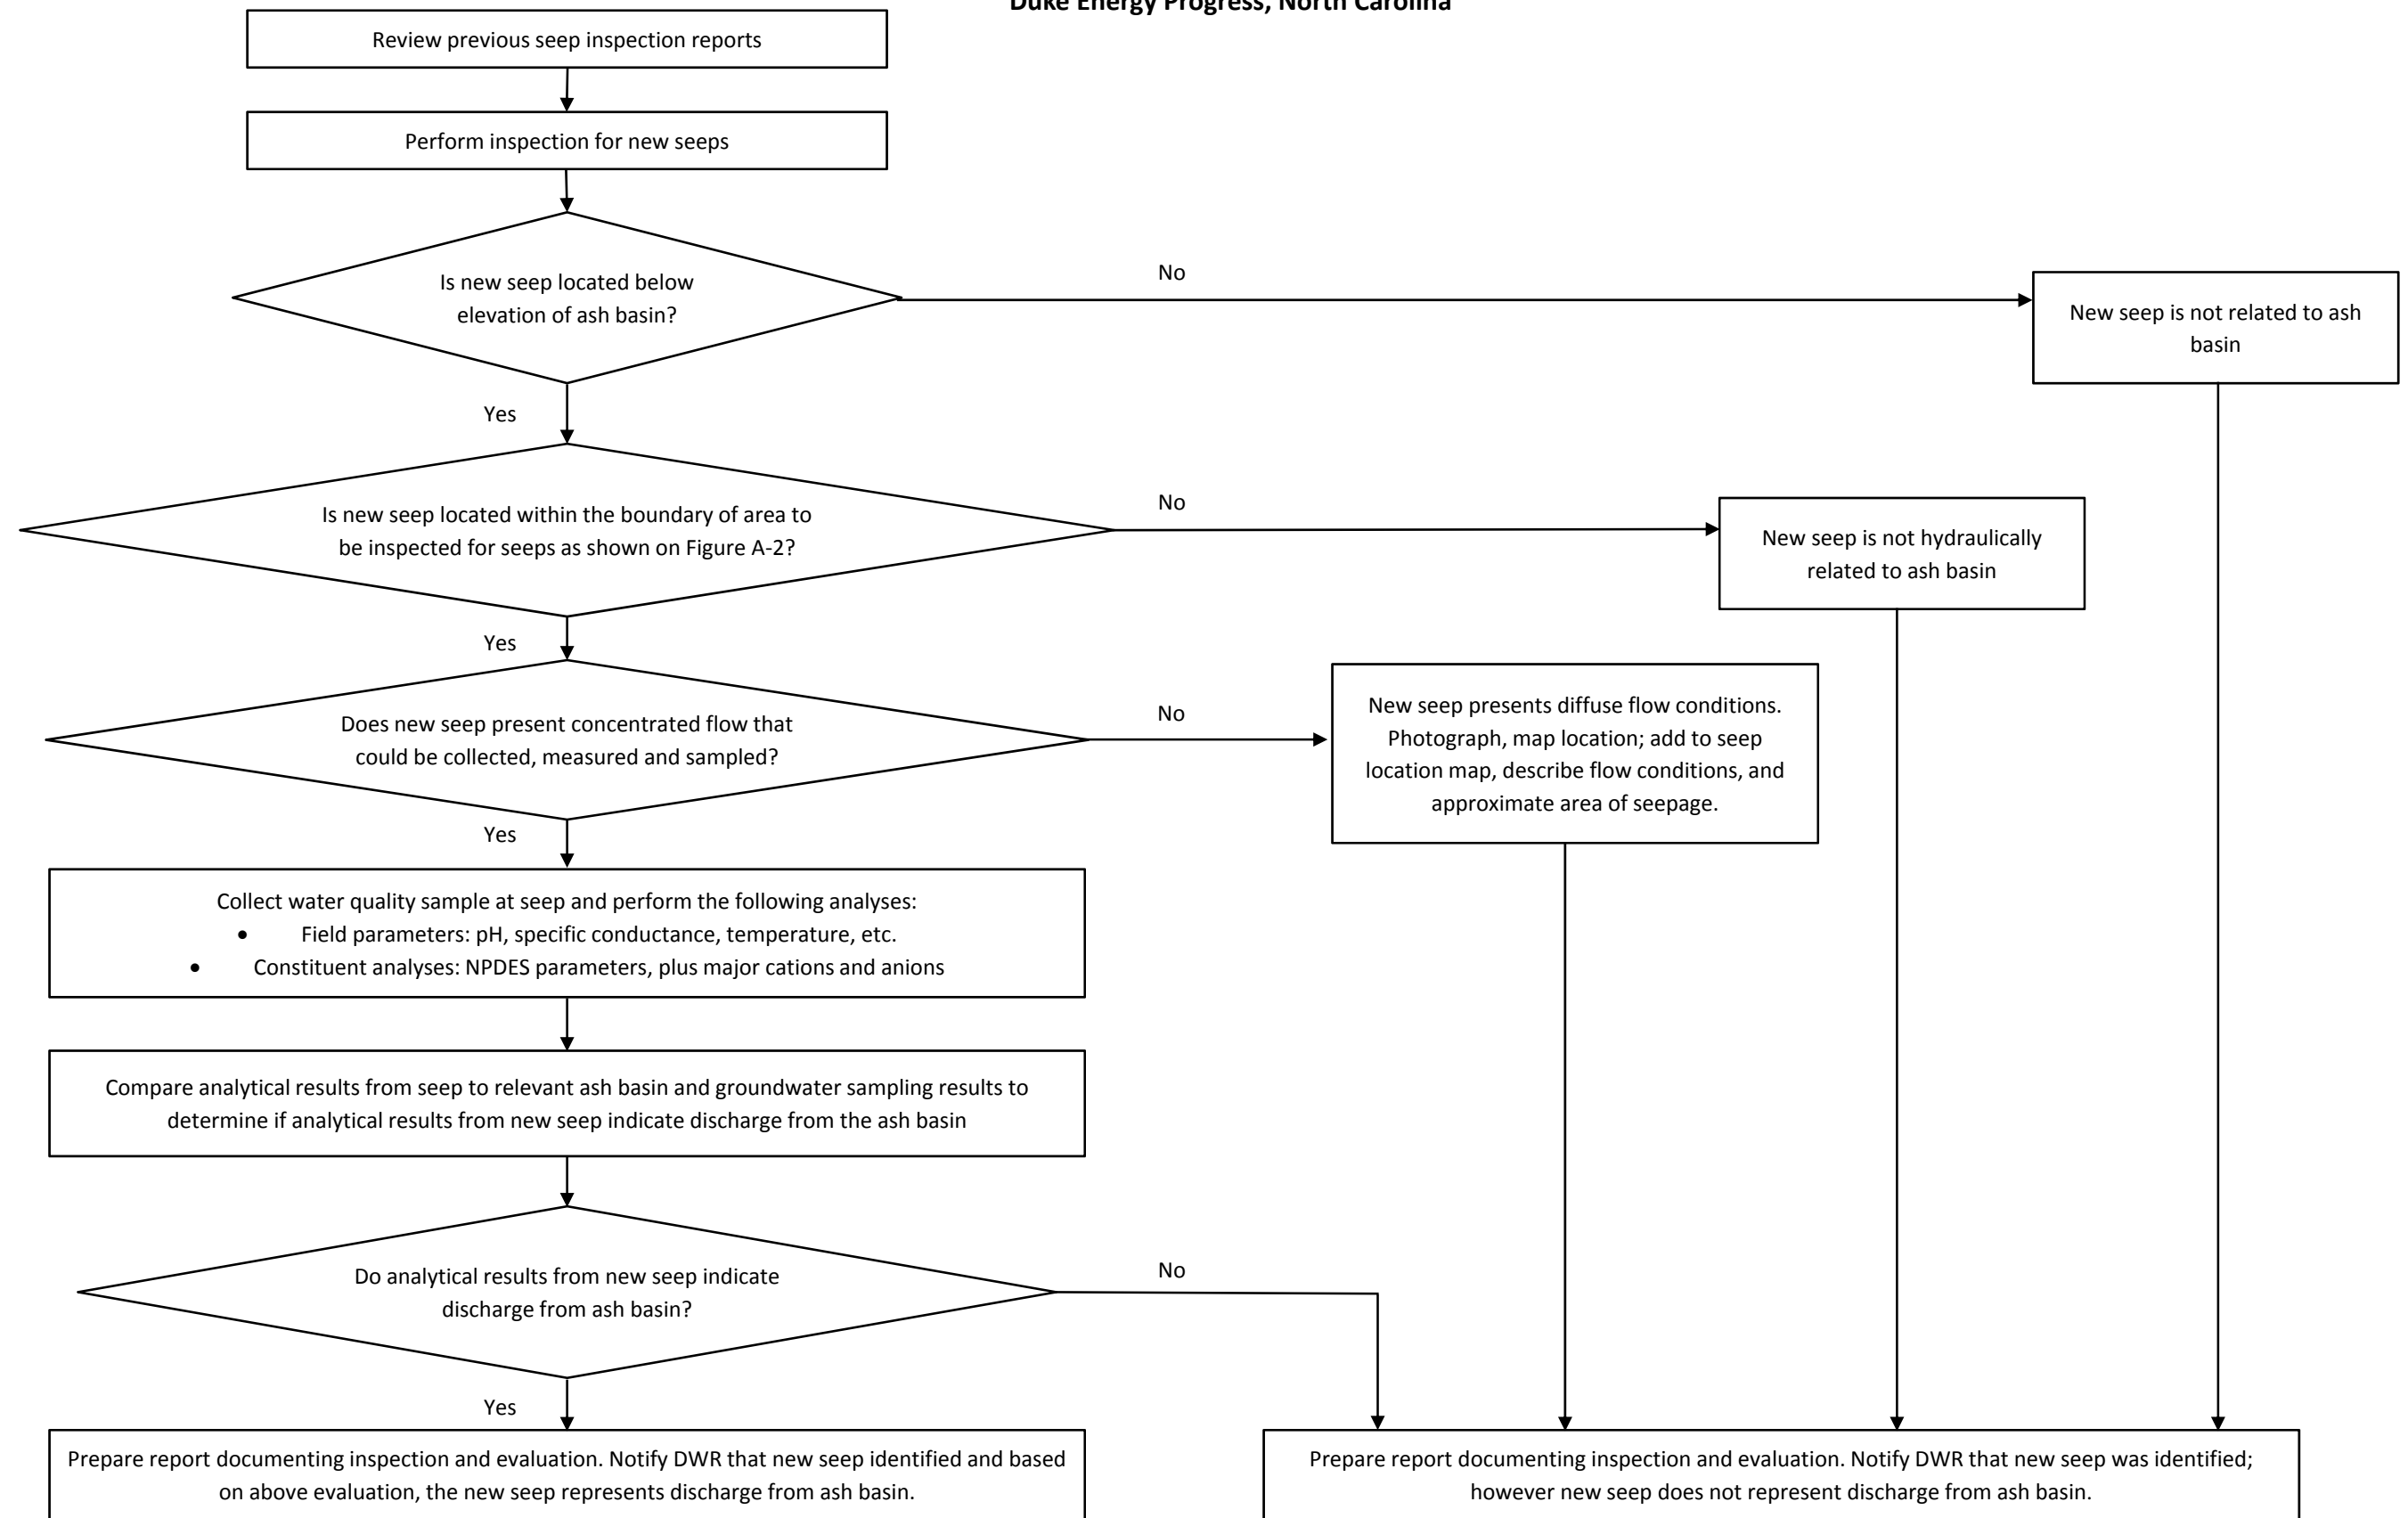 Duke Energy Progress, North Carolina
Review previous seep inspection reports
Perform inspection for new seeps
Is new seep located below
elevation of ash basin?
No
New seep is not related to ash
basin
Yes
Is new seep located within the boundary of area to
be inspected for seeps as shown on Figure A-2?
No
New seep is not hydraulically
related to ash basin
Yes
Does new seep present concentrated flow that
could be collected, measured and sampled?
No
New seep presents diffuse flow conditions.
Photograph, map location; add to seep
location map, describe flow conditions, and
approximate area of seepage.
Yes
Collect water quality sample at seep and perform the following analyses:
• Field parameters: pH, specific conductance, temperature, etc.
• Constituent analyses: NPDES parameters, plus major cations and anions
Compare analytical results from seep to relevant ash basin and groundwater sampling results to
determine if analytical results from new seep indicate discharge from the ash basin
Do analytical results from new seep indicate
discharge from ash basin?
No
Yes
Prepare report documenting inspection and evaluation. Notify DWR that new seep identified and based
on above evaluation, the new seep represents discharge from ash basin.
Prepare report documenting inspection and evaluation. Notify DWR that new seep was identified;
however new seep does not represent discharge from ash basin.